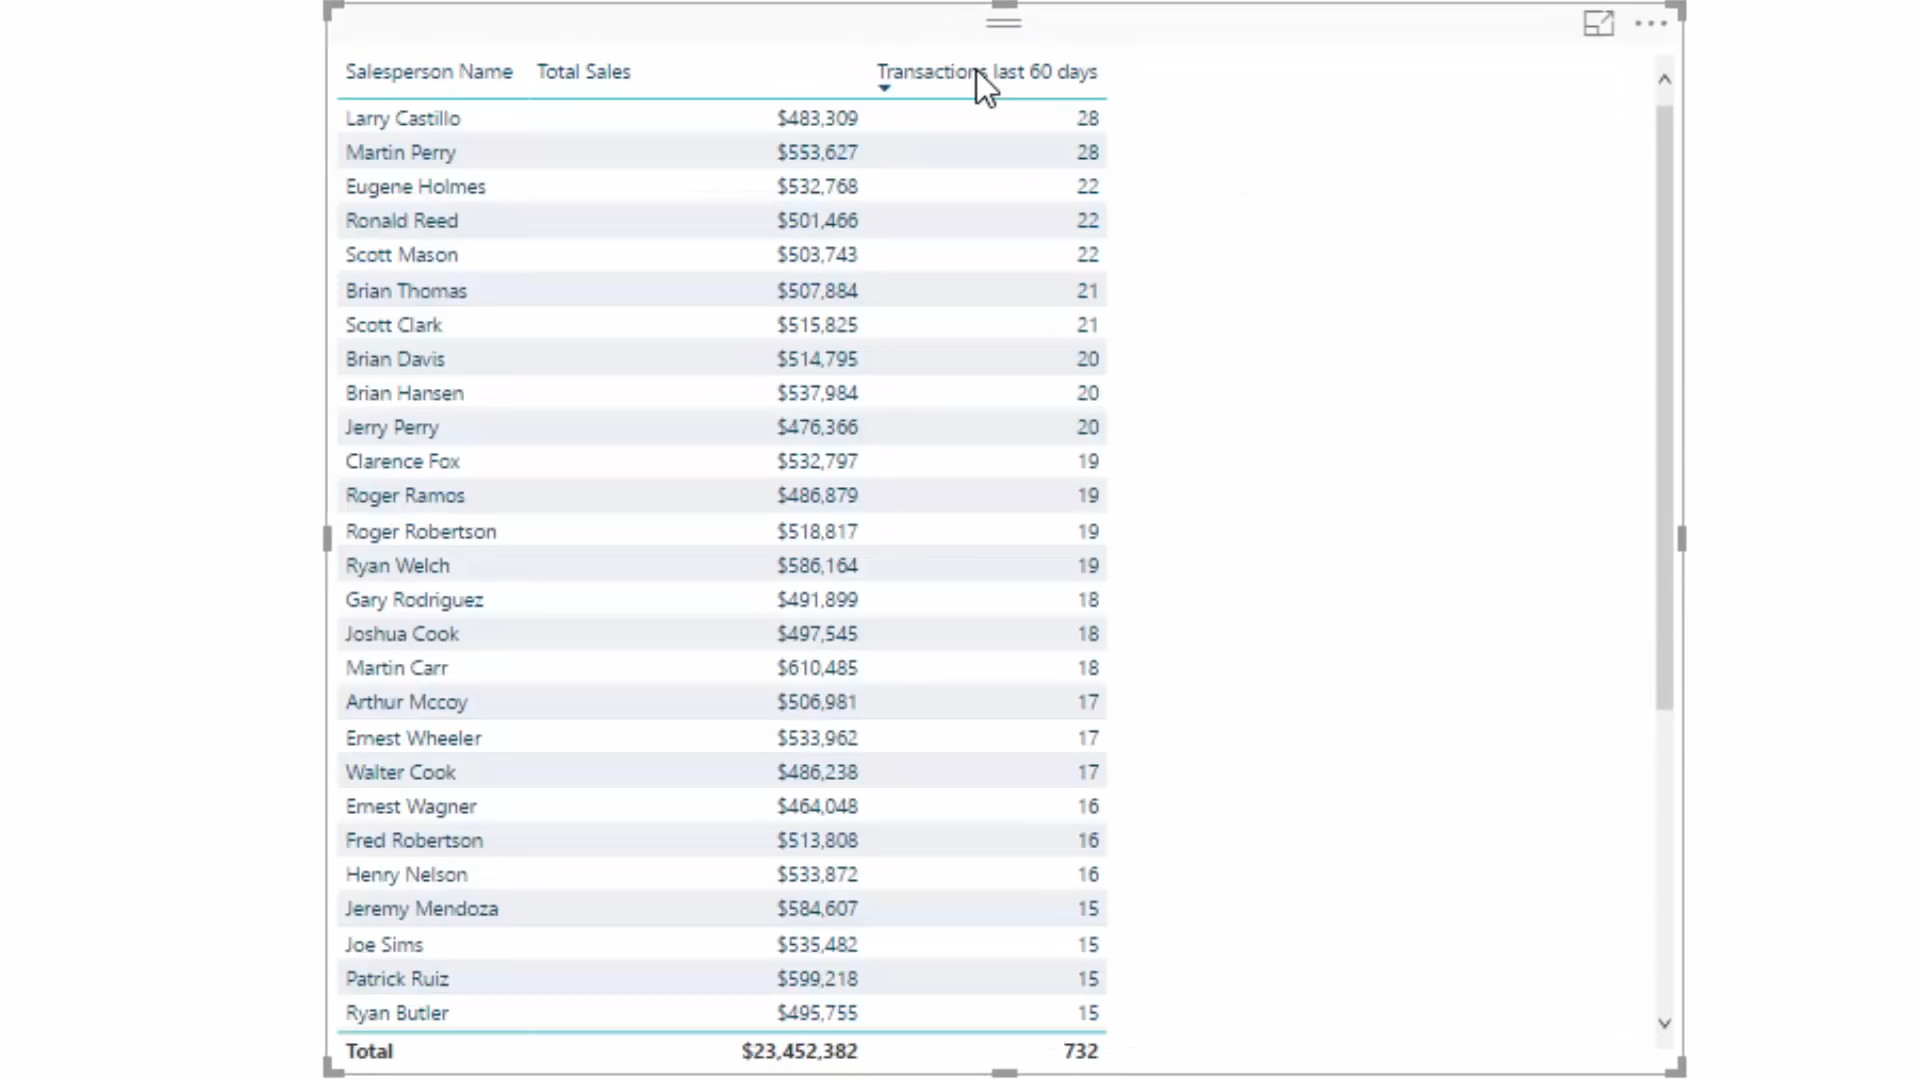 Salesperson Name Total Sales Transactions last 60 days
Larry Castillo $483,309 28
Martin Perry $553,627 28
Eugene Holmes $532,768 22
Ronald Reed $501,466 22
Scott Mason $503,743 22
Brian Thomas $507,884 21
Scott Clark $515,825 21
Brian Davis $514,795 20
Brian Hansen $537,984 20
Jerry Perry $476,366 20
Clarence Fox $532,797 19
Roger Ramos $486,879 19
Roger Robertson $518,817 19
Ryan Welch $586,164 19
Gary Rodriguez $491,899 18
Joshua Cook $497,545 18
Martin Carr $610,485 18
Arthur Mccoy $506,981 17
Ernest Wheeler $533,962 17
Walter Cook $486,238 17
Ernest Wagner $464,048 16
Fred Robertson $513,808 16
Henry Nelson $533,872 16
Jeremy Mendoza $584,607 15
Joe Sims $535,482 15
Patrick Ruiz $599,218 15
Ryan Butler $495,755 15
Total $23,452,382 732